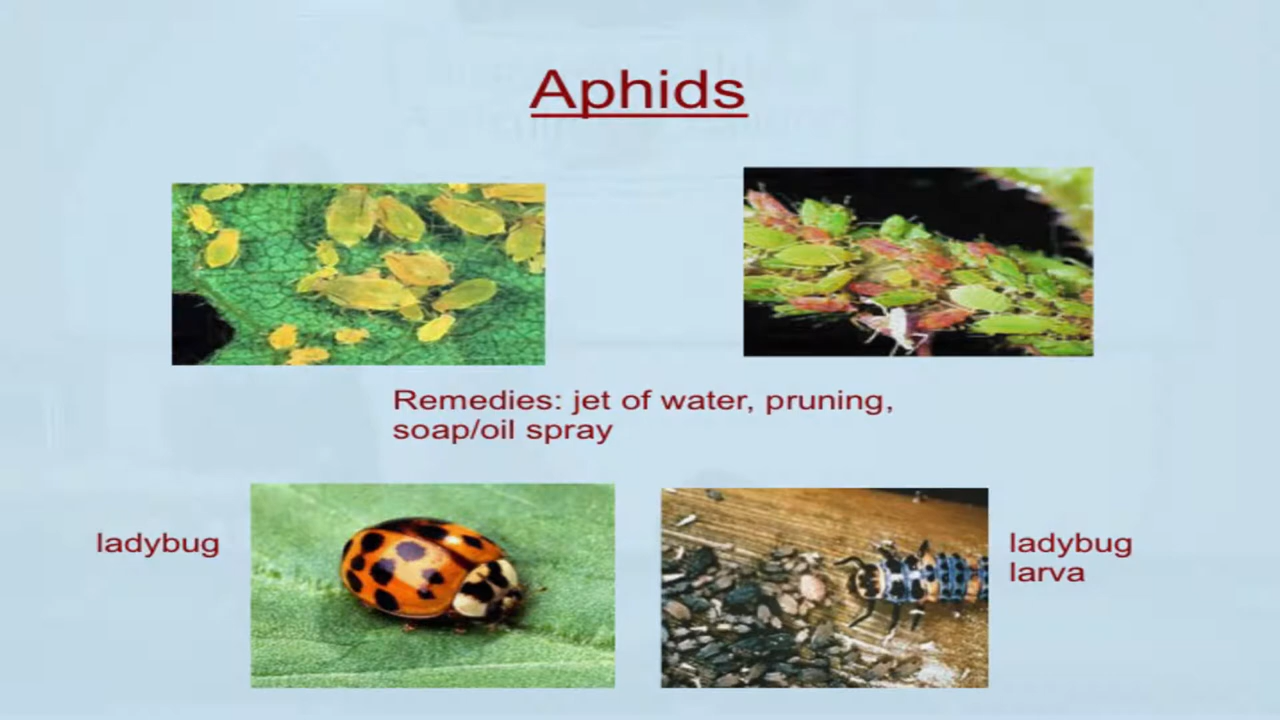 Aphids
Remedies: jet of water, pruning,
soap/oil spray
ladybug
ladybug
larva